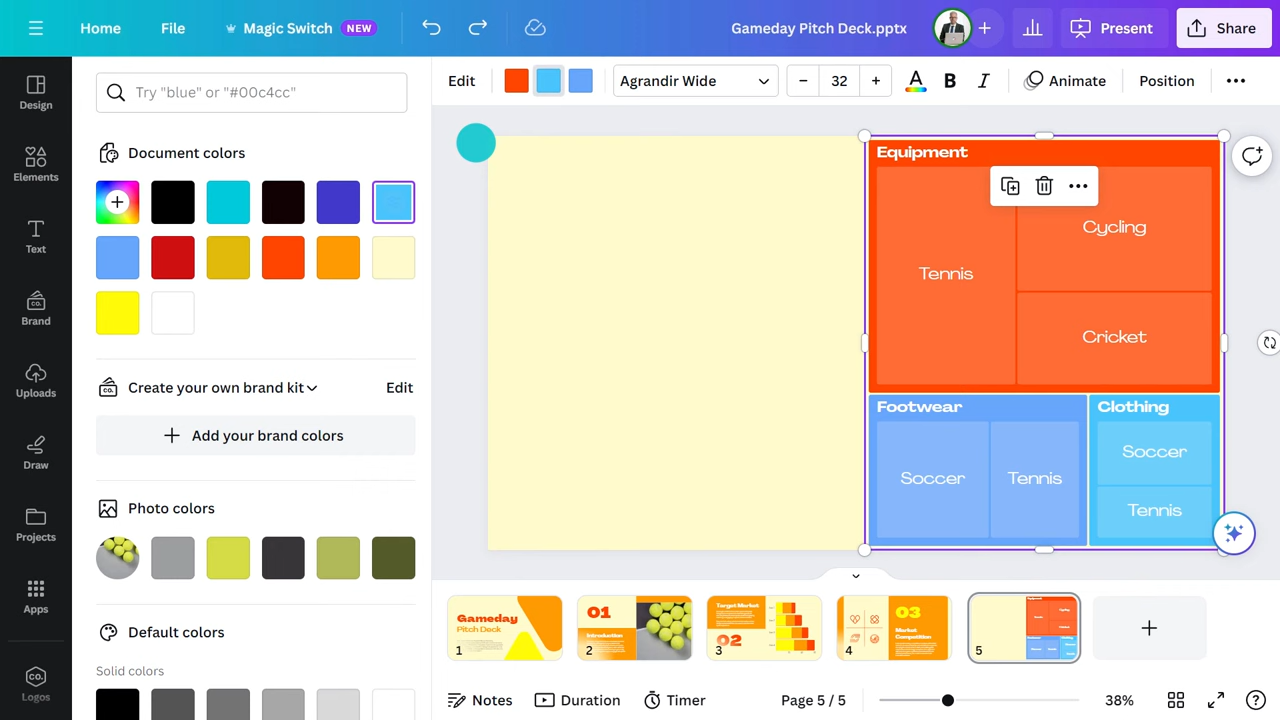 Home
File
Magic Switch NEW
Gameday Pitch Deck.pptx
Present
Share
Design
Elements
Text
Brand
Uploads
Draw
Projects
Apps
Logos
CO.
CO.
Try "blue" or "#00c4cc"
Document colors
Create your own brand kit
CO.
Edit
Add your brand colors
Photo colors
Default colors
Solid colors
Edit
Agrandir Wide
– 32 +
A B I
Animate
Position
Equipment
Tennis
Cycling
Cricket
Footwear
Soccer
Tennis
Clothing
Soccer
Tennis
Gameday
Pitch Deck
1
01
Introduction
2
Target Market
02
3
03
Market
Competition
4
5
Notes
Duration
Timer
Page 5 / 5
38%